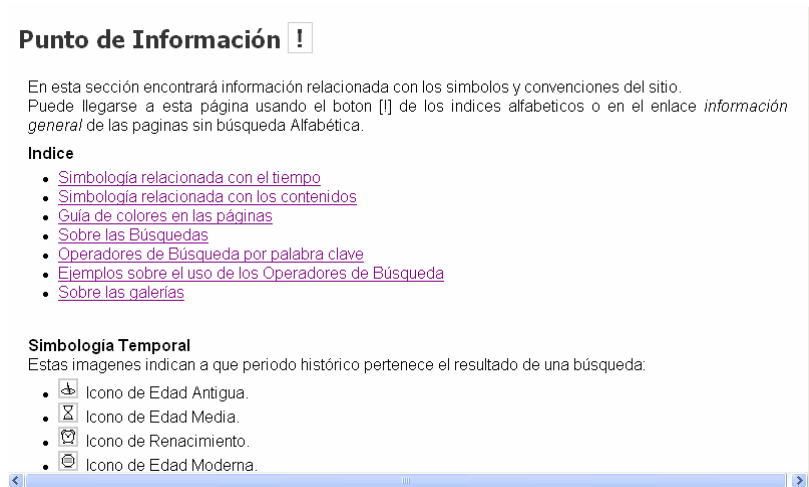 Punto de Información !
En esta sección encontrará información relacionada con los simbolos y convenciones del sitio.
Puede llegarse a esta página usando el boton [!] de los indices alfabeticos o en el enlace información
general de las paginas sin búsqueda Alfabética.
Indice
Simbología relacionada con el tiempo
Simbología relacionada con los contenidos
Guía de colores en las páginas
Sobre las Búsquedas
Operadores de Búsqueda por palabra clave
Ejemplos sobre el uso de los Operadores de Búsqueda
Sobre las galerías
Simbología Temporal
Estas imagenes indican a que periodo histórico pertenece el resultado de una búsqueda:
Icono de Edad Antigua.
Icono de Edad Media.
Icono de Renacimiento.
Icono de Edad Moderna.